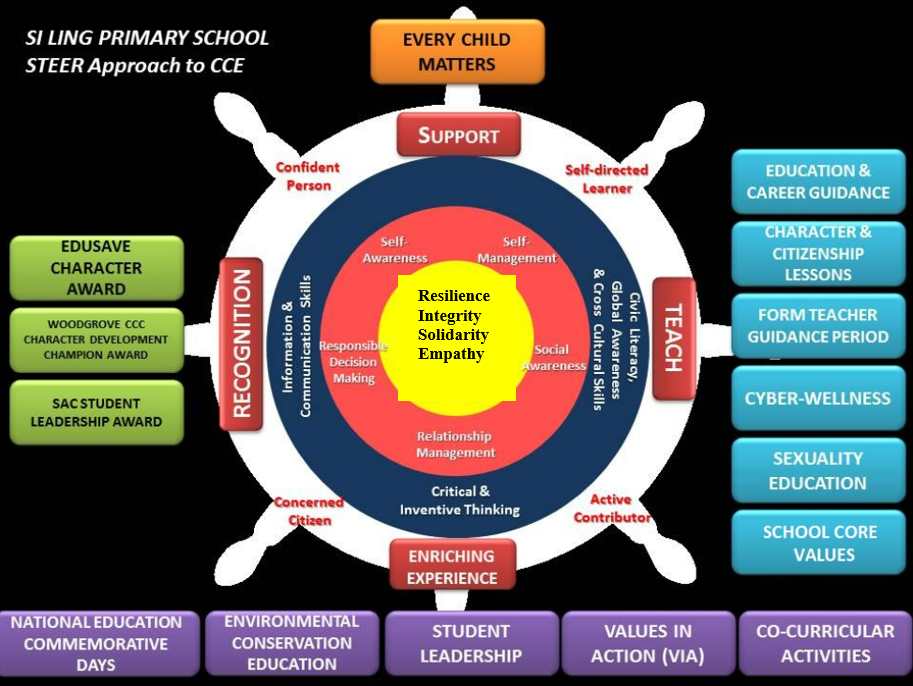 SI LING PRIMARY SCHOOL
STEER Approach to CCE
EVERY CHILD
MATTERS
SUPPORT
Confident
Person
Self-directed
Learner
EDUCATION &
CAREER GUIDANCE
CHARACTER &
CITIZENSHIP
LESSONS
FORM TEACHER
GUIDANCE PERIOD
CYBER-WELLNESS
SEXUALITY
EDUCATION
SCHOOL CORE
VALUES
EDUSAVE
CHARACTER
AWARD
WOODGROVE CCC
CHARACTER DEVELOPMENT
CHAMPION AWARD
SAC STUDENT
LEADERSHIP AWARD
RECOGNITION
Information &
Communication Skills
Self-
Awareness
Self-
Management
Resilience
Integrity
Solidarity
Empathy
Responsible
Decision
Making
Social
Awareness
Relationship
Management
Civic Literacy,
Global Awareness
& Cross Cultural Skills
TEACH
Critical &
Inventive Thinking
Concerned
Citizen
Active
Contributor
ENRICHING
EXPERIENCE
NATIONAL EDUCATION
COMMEMORATIVE
DAYS
ENVIRONMENTAL
CONSERVATION
EDUCATION
STUDENT
LEADERSHIP
VALUES IN
ACTION (VIA)
CO-CURRICULAR
ACTIVITIES